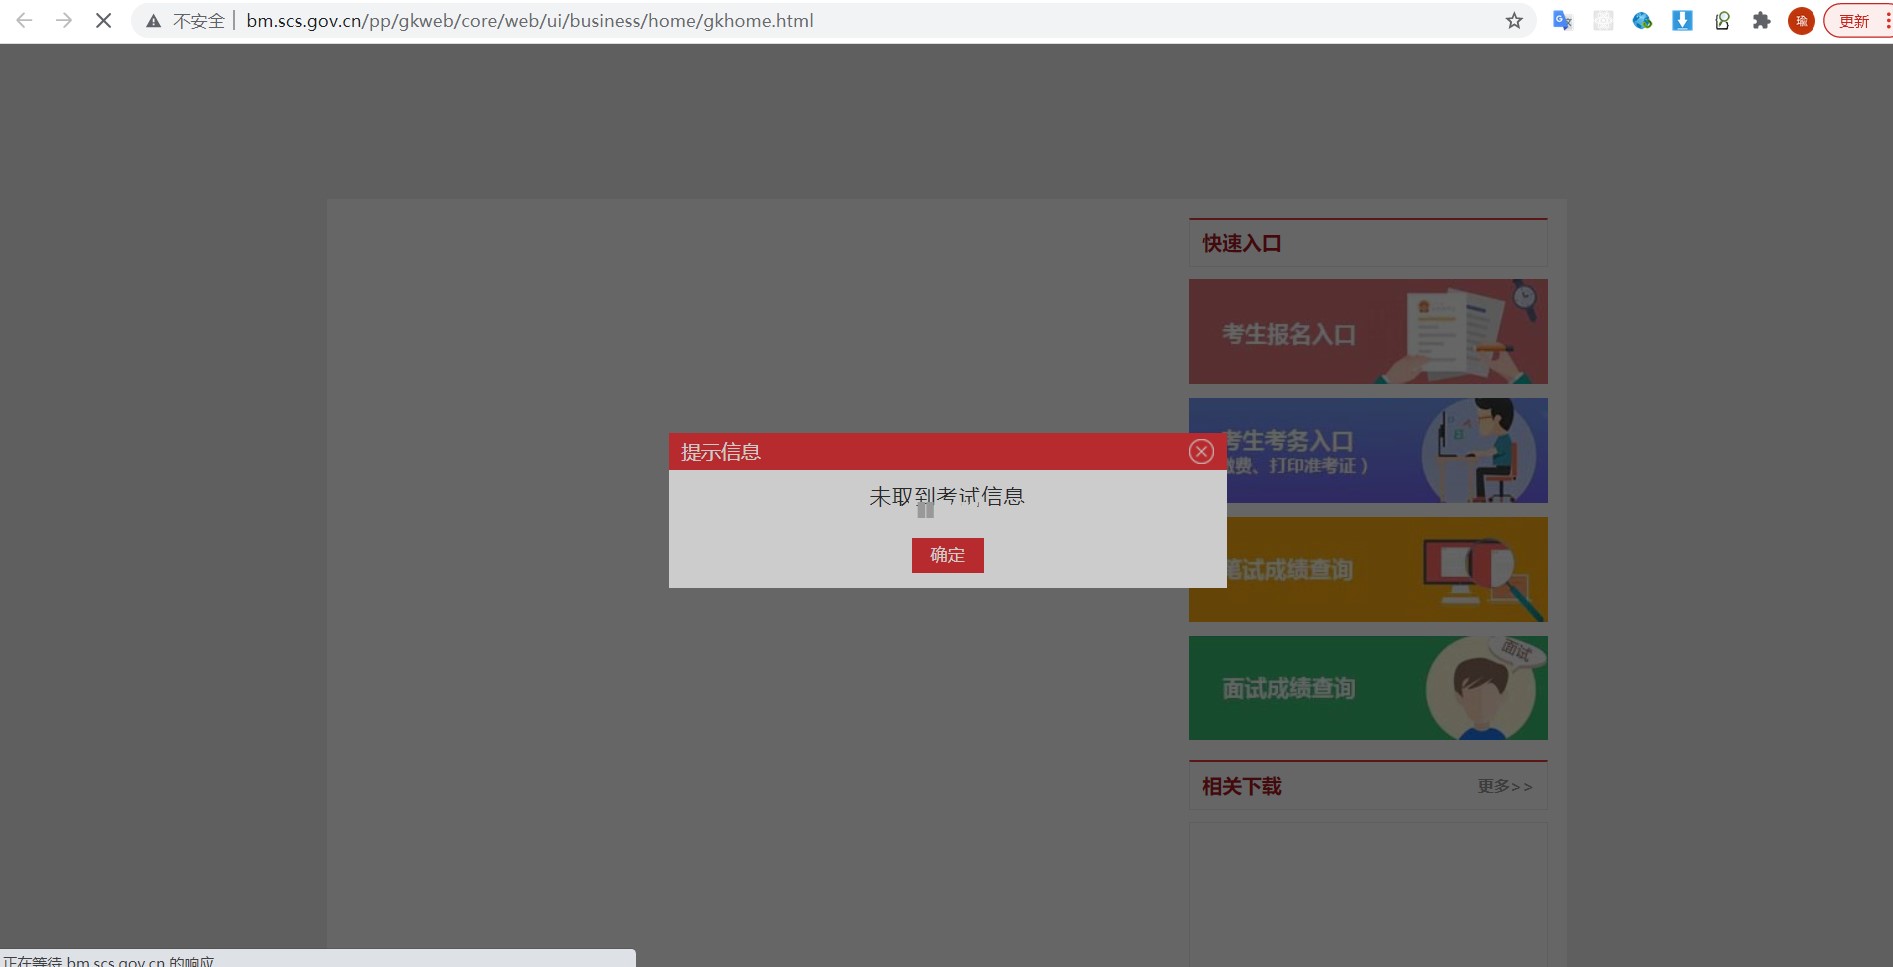 不安全 bm.scs.gov.cn/pp/gkweb/core/web/ui/business/home/gkhome.html
瑜 更新
快速入口
考生报名入口
考生考务入口
缴费、打印准考证）
提示信息
未取到考试信息
确定
笔试成绩查询
面试
面试成绩查询
相关下载 更多>>
正在等待 bm.scs.gov.cn 的响应